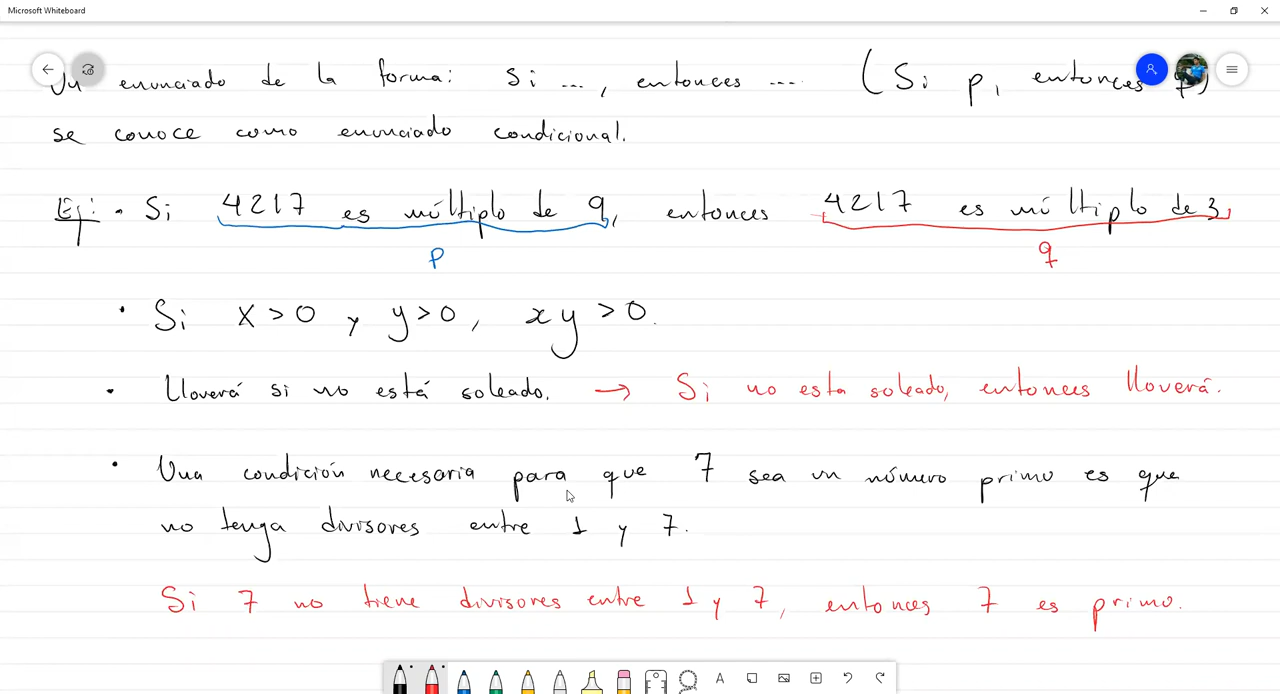 Microsoft Whiteboard
Un enunciado de la forma: Si ..., entonces .... (Si p, entonces q)
se conoce como enunciado condicional.
Ej: • Si 4217 es múltiplo de 9, entonces 4217 es múltiplo de 3
p q
• Si x > 0 y y > 0, xy > 0.
• Lloverá si no está soleado. → Si no esta soleado, entonces lloverá.
• Una condición necesaria para que 7 sea un número primo es que
no tenga divisores entre 1 y 7.
Si 7 no tiene divisores entre 1 y 7, entonces 7 es primo.
A